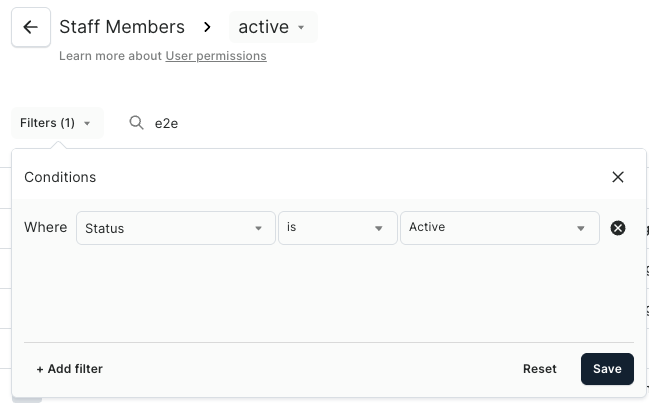 Staff Members > active
Learn more about User permissions
Filters (1) e2e
Conditions
Where Status is Active
+ Add filter Reset Save